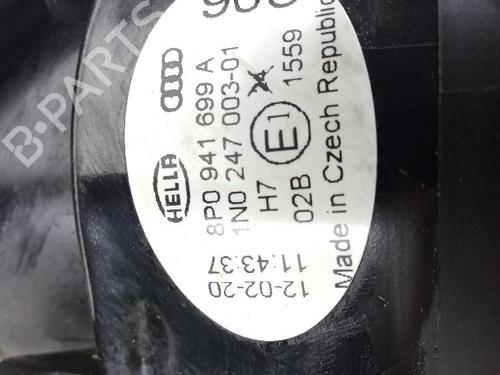 HELLA
8P0 941 699 A
1N0 247 003-01
H7 24
02B E1 1559
Made in Czech Republic
12-02-20
11:43:37
B-PARTS